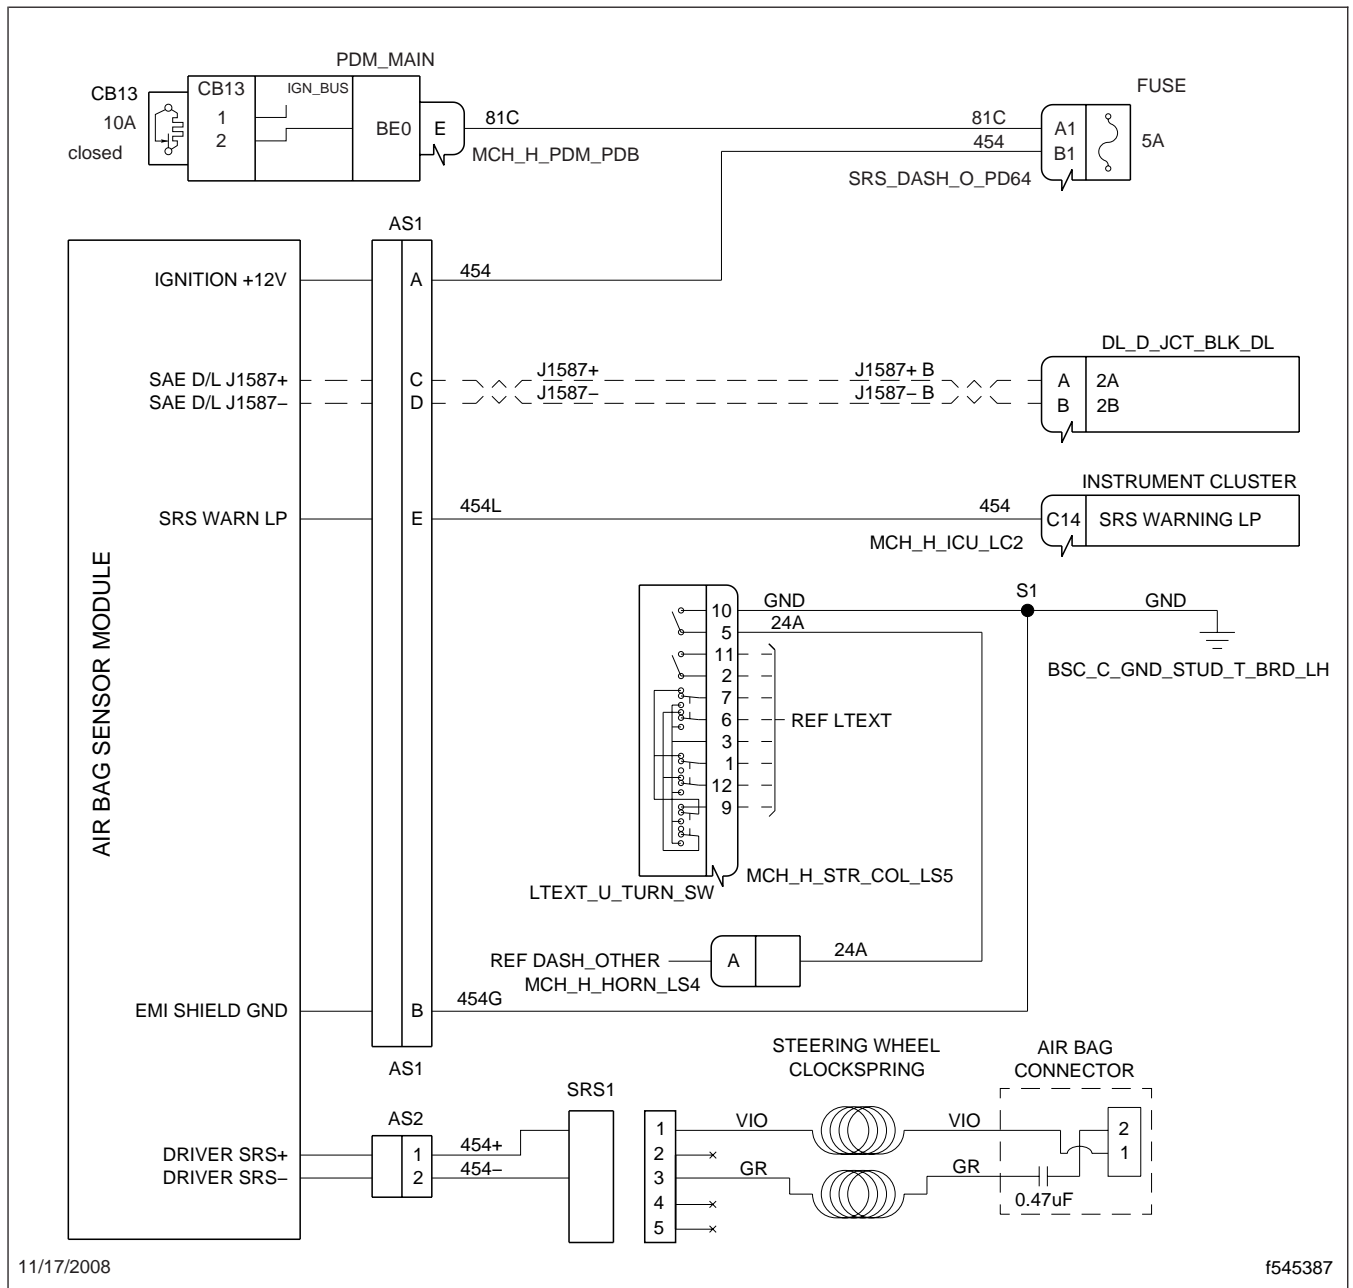 PDM_MAIN
CB13
10A
closed
CB13
1
2
IGN_BUS
BE0
E
81C
MCH_H_PDM_PDB
FUSE
81C
454
A1
B1
5A
SRS_DASH_O_PD64
AS1
AIR BAG SENSOR MODULE
IGNITION +12V
A
454
DL_D_JCT_BLK_DL
SAE D/L J1587+
C
J1587+
J1587+ B
A
2A
SAE D/L J1587–
D
J1587–
J1587– B
B
2B
INSTRUMENT CLUSTER
SRS WARN LP
E
454L
454
C14
SRS WARNING LP
MCH_H_ICU_LC2
S1
10
GND
GND
5
24A
11
2
7
6
3
1
12
9
REF LTEXT
BSC_C_GND_STUD_T_BRD_LH
MCH_H_STR_COL_LS5
LTEXT_U_TURN_SW
REF DASH_OTHER
A
24A
MCH_H_HORN_LS4
EMI SHIELD GND
B
454G
AS1
STEERING WHEEL
CLOCKSPRING
AIR BAG
CONNECTOR
SRS1
AS2
DRIVER SRS+
1
454+
DRIVER SRS–
2
454–
1
2
3
4
5
VIO
VIO
GR
GR
2
1
0.47uF
11/17/2008
f545387